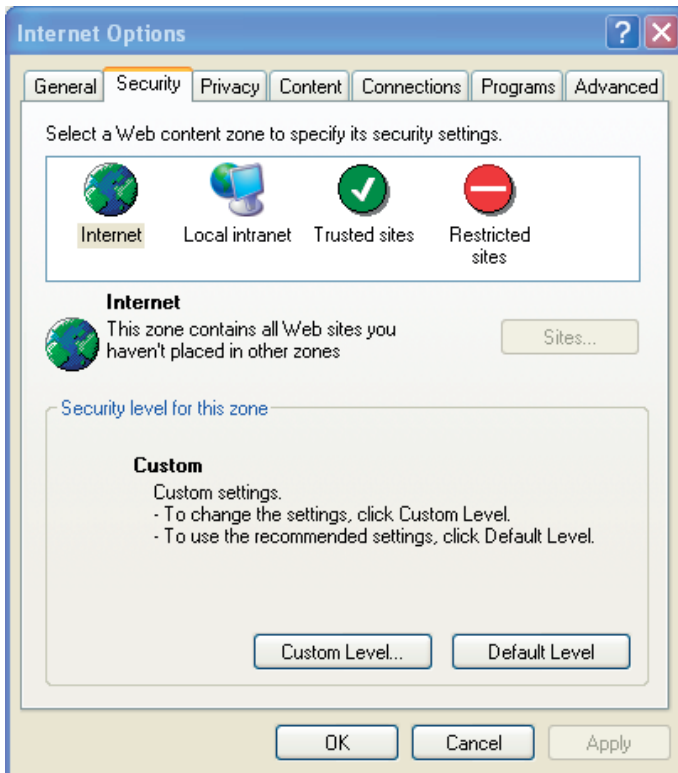 Internet Options
General Security Privacy Content Connections Programs Advanced
Select a Web content zone to specify its security settings.
Internet Local intranet Trusted sites Restricted
sites
Internet
This zone contains all Web sites you
haven't placed in other zones
Sites...
Security level for this zone
Custom
Custom settings.
- To change the settings, click Custom Level.
- To use the recommended settings, click Default Level.
Custom Level... Default Level
OK Cancel Apply